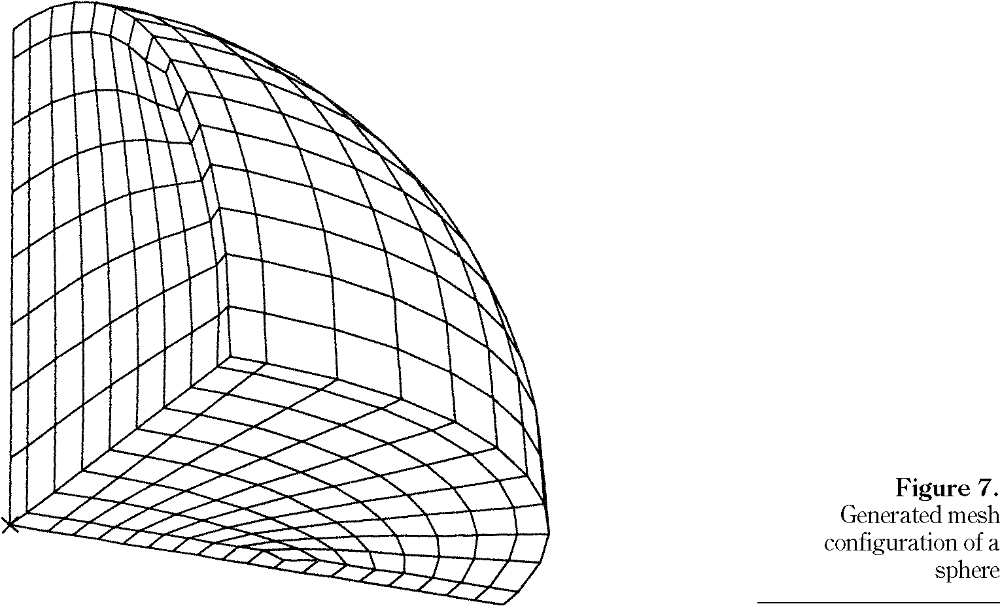 Figure 7.
Generated mesh
configuration of a
sphere